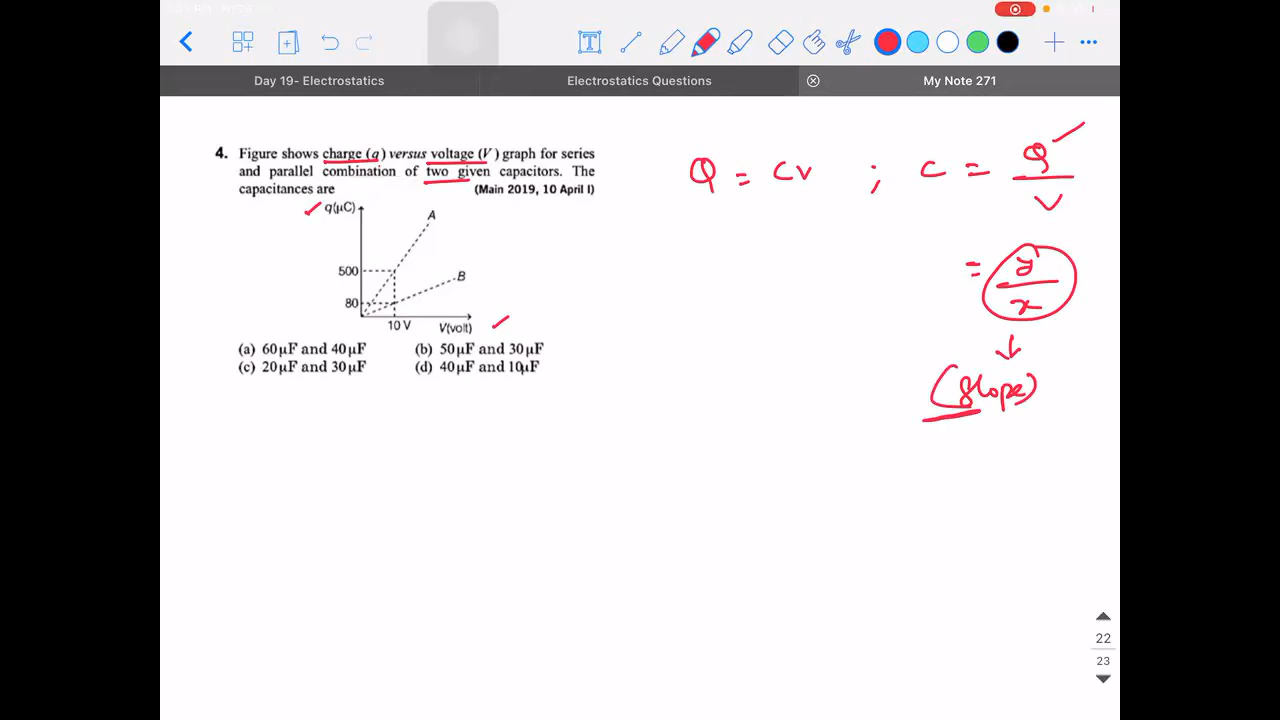 Day 19- Electrostatics
Electrostatics Questions
My Note 271
4. Figure shows charge (q) versus voltage (V) graph for series
and parallel combination of two given capacitors. The
capacitances are (Main 2019, 10 April I)
q(μC)
A
500
B
80
10 V
V(volt)
(a) 60μF and 40μF (b) 50μF and 30μF
(c) 20μF and 30μF (d) 40μF and 10μF
Q = CV ; C = Q/V
= y/x
(slope)
22
23